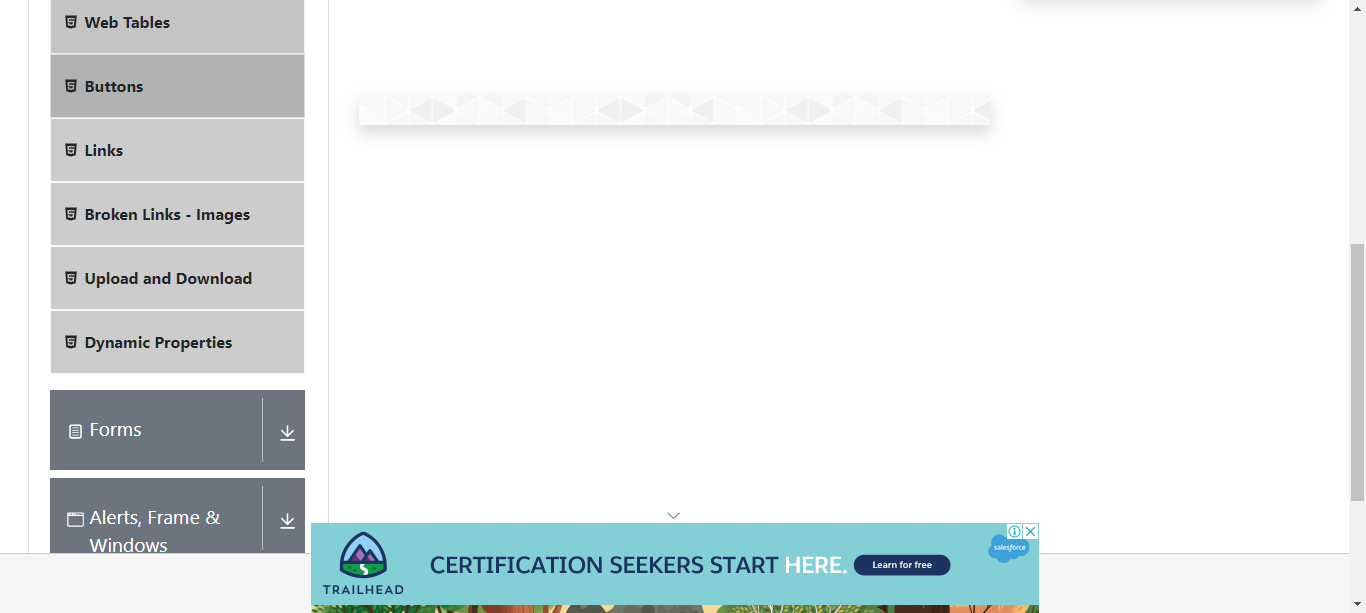 Web Tables
Buttons
Links
Broken Links - Images
Upload and Download
Dynamic Properties
Forms
Alerts, Frame &
Windows
TRAILHEAD
CERTIFICATION SEEKERS START HERE.
Learn for free
salesforce